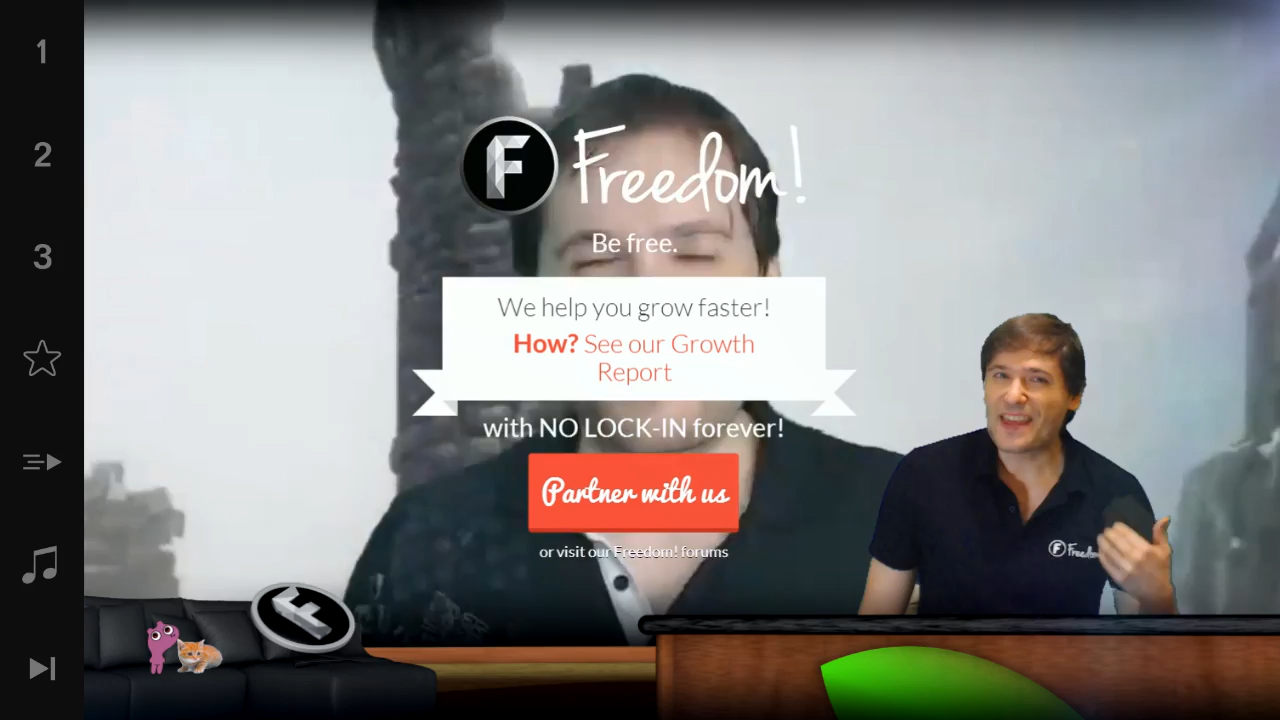 1
2
3
F Freedom!
Be free.
We help you grow faster!
How? See our Growth
Report
with NO LOCK-IN forever!
Partner with us
or visit our Freedom! forums
F Freedom
F